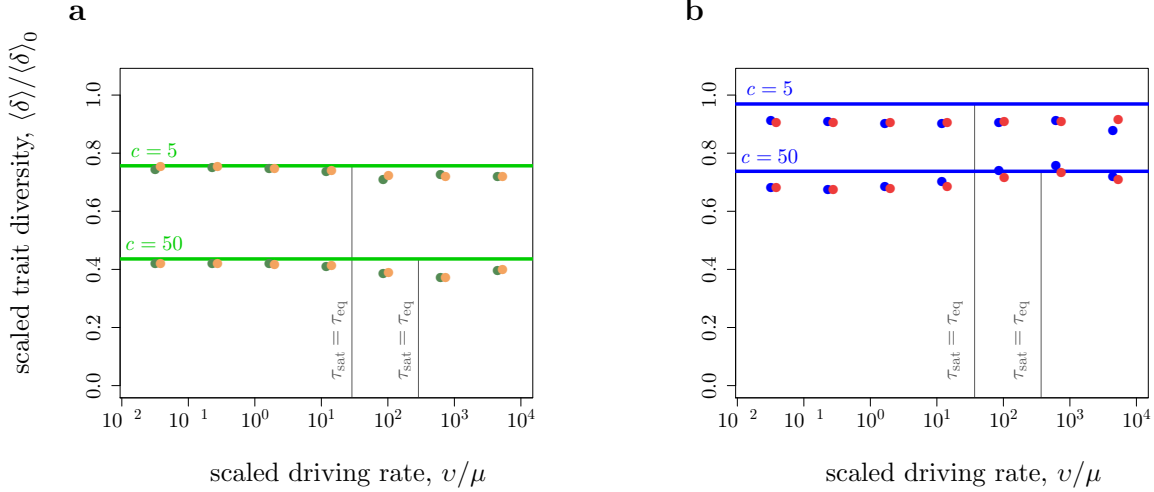 a
b
scaled trait diversity, ⟨δ⟩/⟨δ⟩₀
1.0
0.8
0.6
0.4
0.2
0.0
c = 5
c = 50
τsat = τeq
τsat = τeq
10 2
10 1
10⁰
10¹
10²
10³
10⁴
scaled driving rate, υ/μ
1.0
0.8
0.6
0.4
0.2
0.0
c = 5
c = 50
τsat = τeq
τsat = τeq
10 2
10 1
10⁰
10¹
10²
10³
10⁴
scaled driving rate, υ/μ